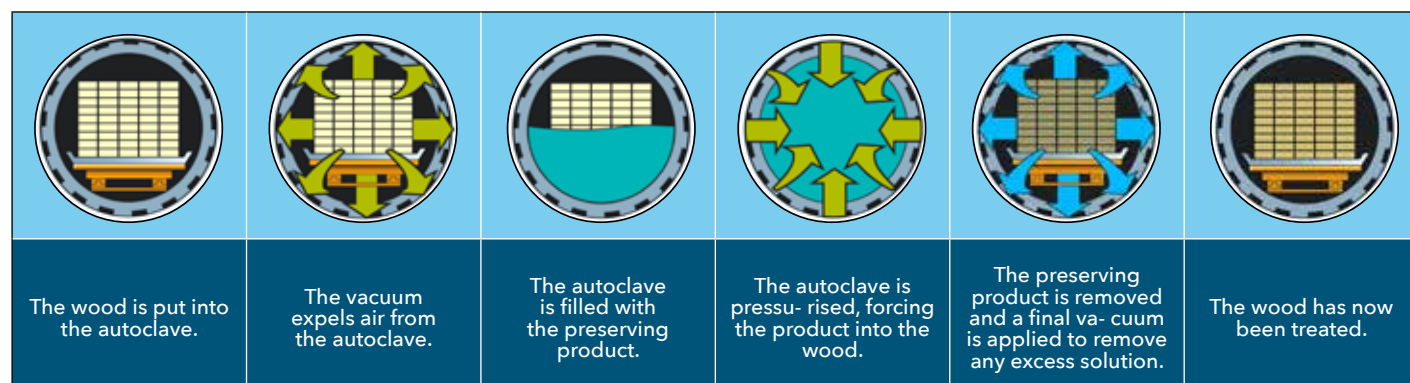 The wood is put into
the autoclave.
The vacuum
expels air from
the autoclave.
The autoclave
is filled with
the preserving
product.
The autoclave is
pressu- rised, forcing
the product into the
wood.
The preserving
product is removed
and a final va- cuum
is applied to remove
any excess solution.
The wood has now
been treated.